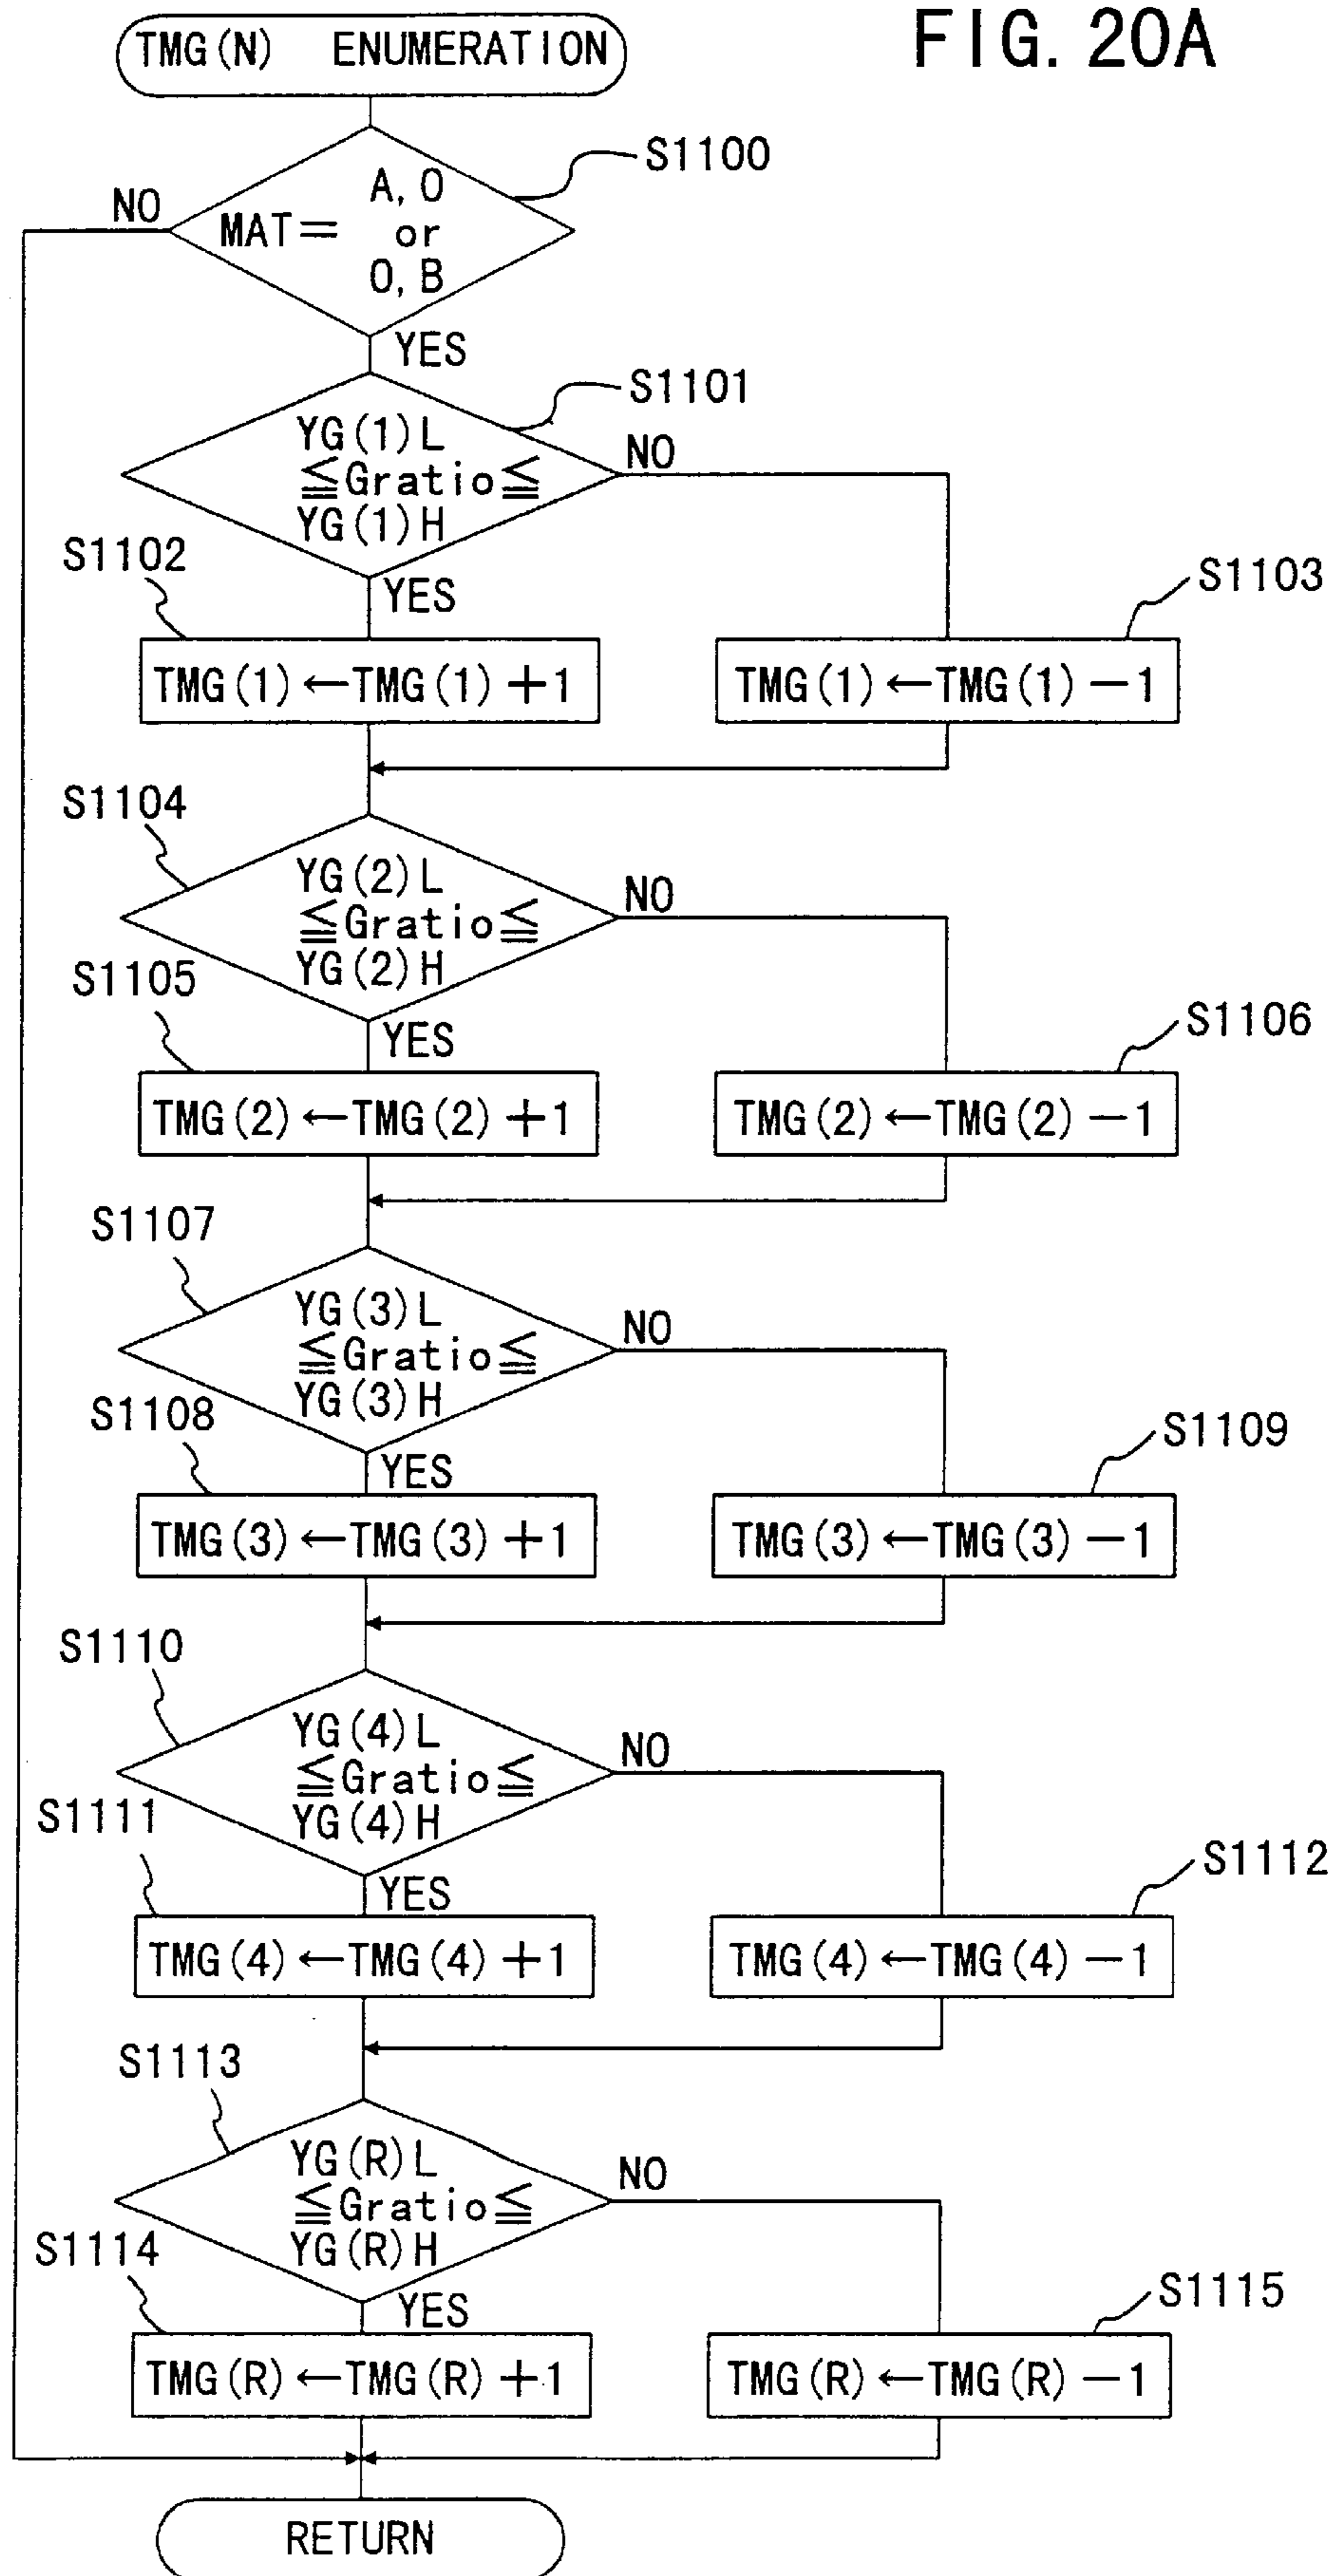 FIG. 20A
TMG(N) ENUMERATION
S1100
NO
A, 0
MAT= or
0, B
YES
S1101
YG(1)L
≦Gratio≦
YG(1)H
NO
S1102
YES
S1103
TMG(1)←TMG(1)+1
TMG(1)←TMG(1)−1
S1104
YG(2)L
≦Gratio≦
YG(2)H
NO
S1105
YES
S1106
TMG(2)←TMG(2)+1
TMG(2)←TMG(2)−1
S1107
YG(3)L
≦Gratio≦
YG(3)H
NO
S1108
YES
S1109
TMG(3)←TMG(3)+1
TMG(3)←TMG(3)−1
S1110
YG(4)L
≦Gratio≦
YG(4)H
NO
S1111
YES
S1112
TMG(4)←TMG(4)+1
TMG(4)←TMG(4)−1
S1113
YG(R)L
≦Gratio≦
YG(R)H
NO
S1114
YES
S1115
TMG(R)←TMG(R)+1
TMG(R)←TMG(R)−1
RETURN